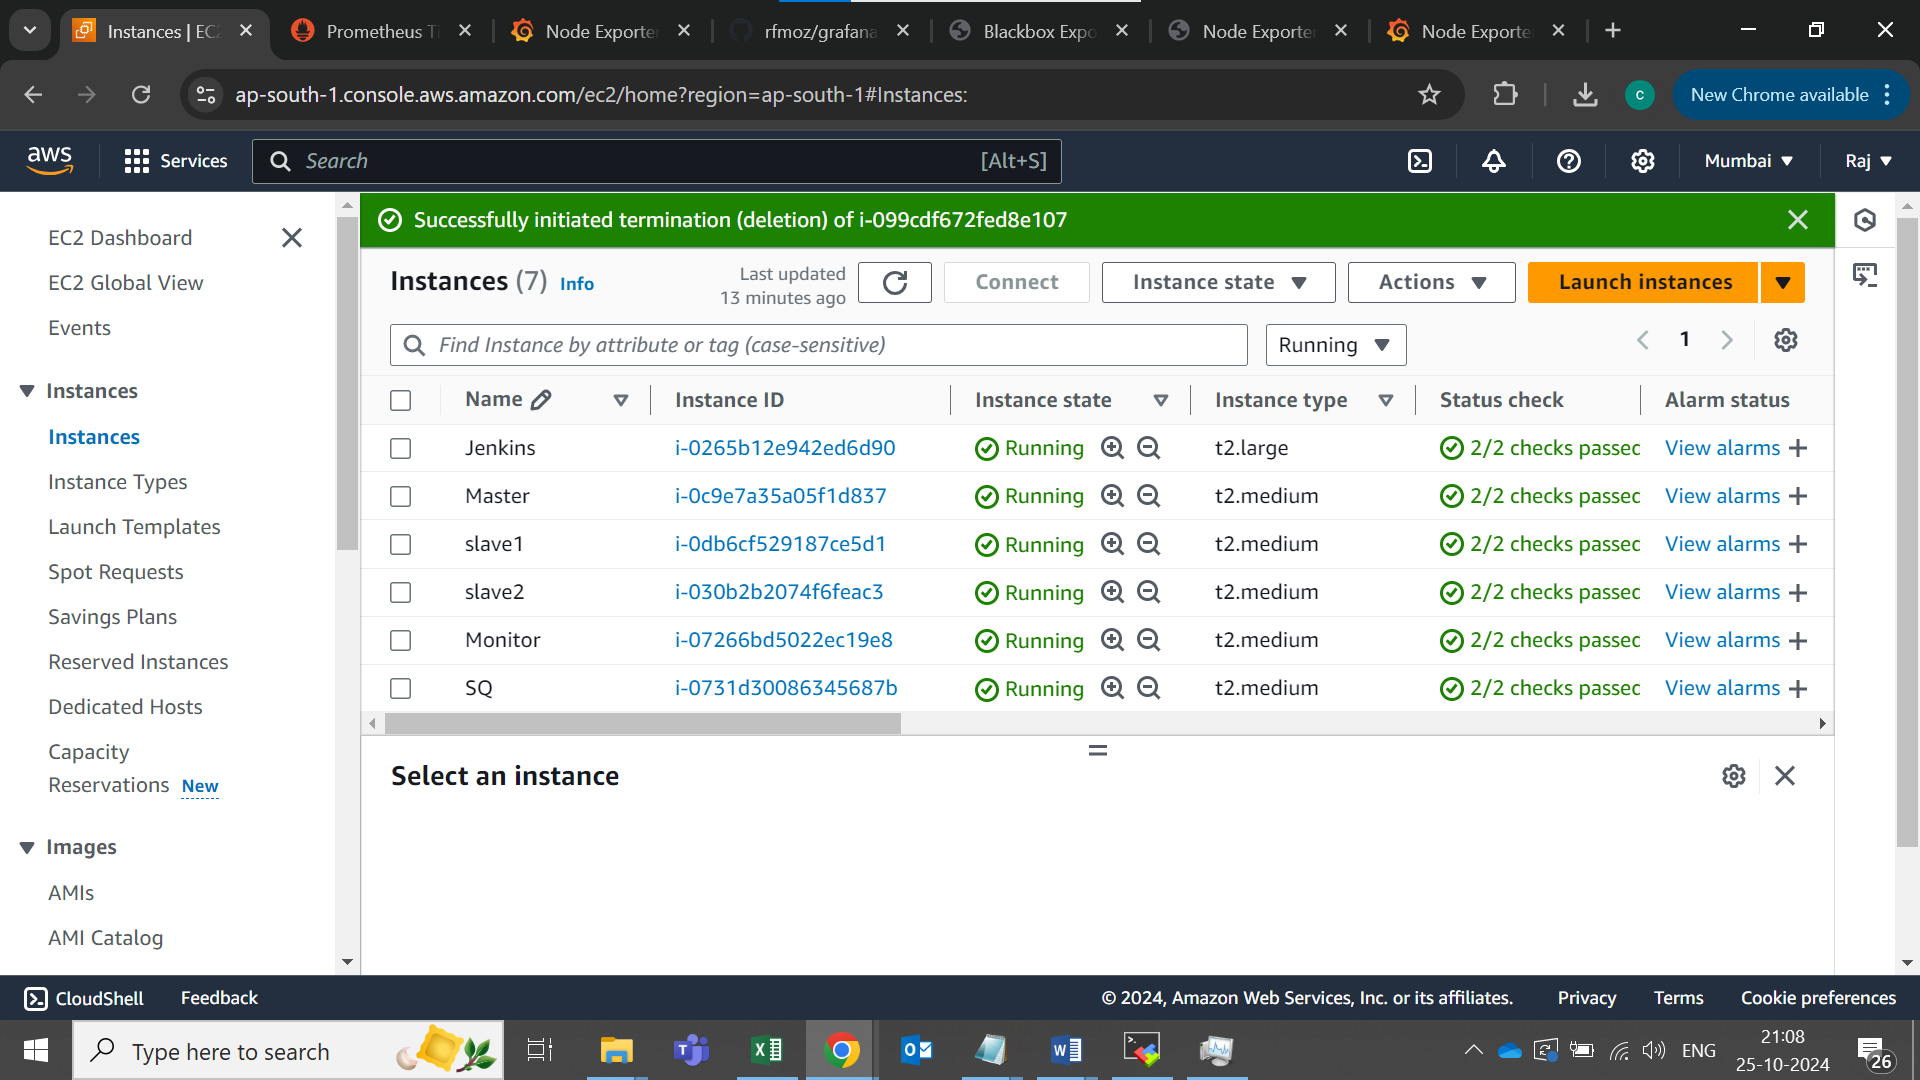 Instances | EC
Prometheus Ti
Node Exporter
rfmoz/grafana
Blackbox Expo
Node Exporter
Node Exporter
ap-south-1.console.aws.amazon.com/ec2/home?region=ap-south-1#Instances:
c
New Chrome available
aws
Services
Search
[Alt+S]
Mumbai
Raj
EC2 Dashboard
EC2 Global View
Events
Instances
Instances
Instance Types
Launch Templates
Spot Requests
Savings Plans
Reserved Instances
Dedicated Hosts
Capacity
Reservations New
Images
AMIs
AMI Catalog
Successfully initiated termination (deletion) of i-099cdf672fed8e107
Instances (7) Info
Last updated
13 minutes ago
Connect
Instance state
Actions
Launch instances
Find Instance by attribute or tag (case-sensitive)
Running
1
Name Instance ID Instance state Instance type Status check Alarm status
Jenkins i-0265b12e942ed6d90 Running t2.large 2/2 checks passed View alarms
Master i-0c9e7a35a05f1d837 Running t2.medium 2/2 checks passed View alarms
slave1 i-0db6cf529187ce5d1 Running t2.medium 2/2 checks passed View alarms
slave2 i-030b2b2074f6feac3 Running t2.medium 2/2 checks passed View alarms
Monitor i-07266bd5022ec19e8 Running t2.medium 2/2 checks passed View alarms
SQ i-0731d30086345687b Running t2.medium 2/2 checks passed View alarms
Select an instance
CloudShell
Feedback
© 2024, Amazon Web Services, Inc. or its affiliates.
Privacy
Terms
Cookie preferences
Type here to search
ENG
21:08
25-10-2024
26